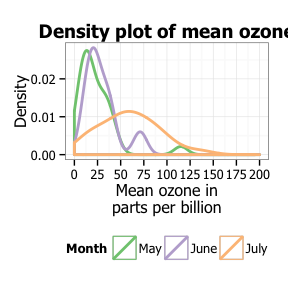 Density plot of mean ozone
Density
0.02
0.01
0.00
0 25 50 75 100 125 150 175 200
Mean ozone in
parts per billion
Month May June July